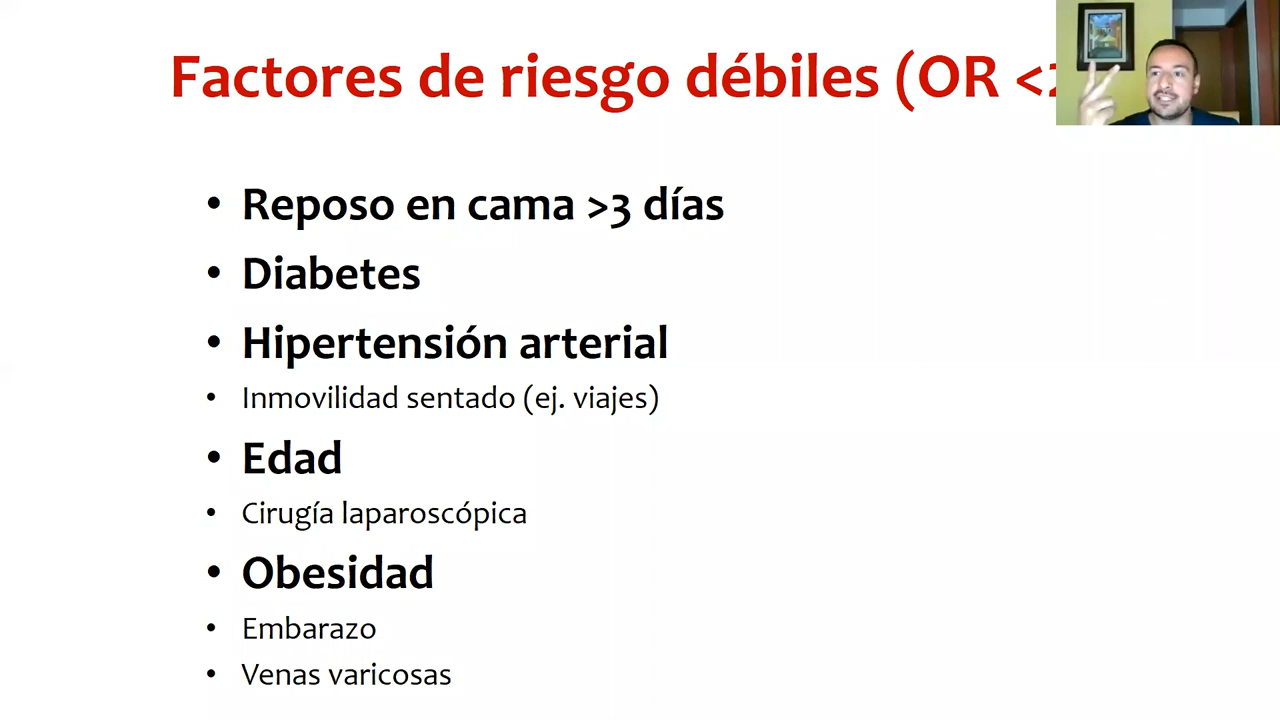 Factores de riesgo débiles (OR <2
• Reposo en cama >3 días
• Diabetes
• Hipertensión arterial
• Inmovilidad sentado (ej. viajes)
• Edad
• Cirugía laparoscópica
• Obesidad
• Embarazo
• Venas varicosas